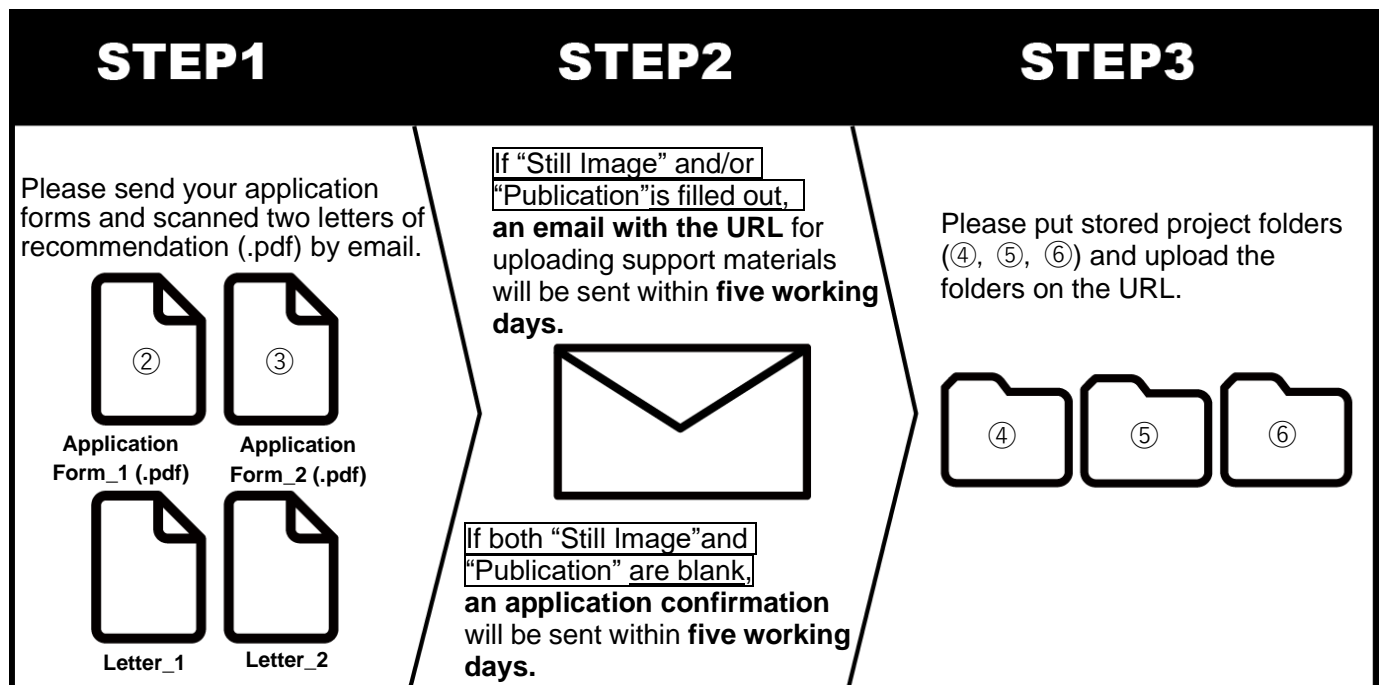 STEP1
STEP2
STEP3
Please send your application
forms and scanned two letters of
recommendation (.pdf) by email.
②
③
Application
Form_1 (.pdf)
Application
Form_2 (.pdf)
Letter_1
Letter_2
If “Still Image” and/or
“Publication”is filled out,
an email with the URL for
uploading support materials
will be sent within five working
days.
If both “Still Image”and
“Publication” are blank,
an application confirmation
will be sent within five working
days.
Please put stored project folders
(④, ⑤, ⑥) and upload the
folders on the URL.
④
⑤
⑥